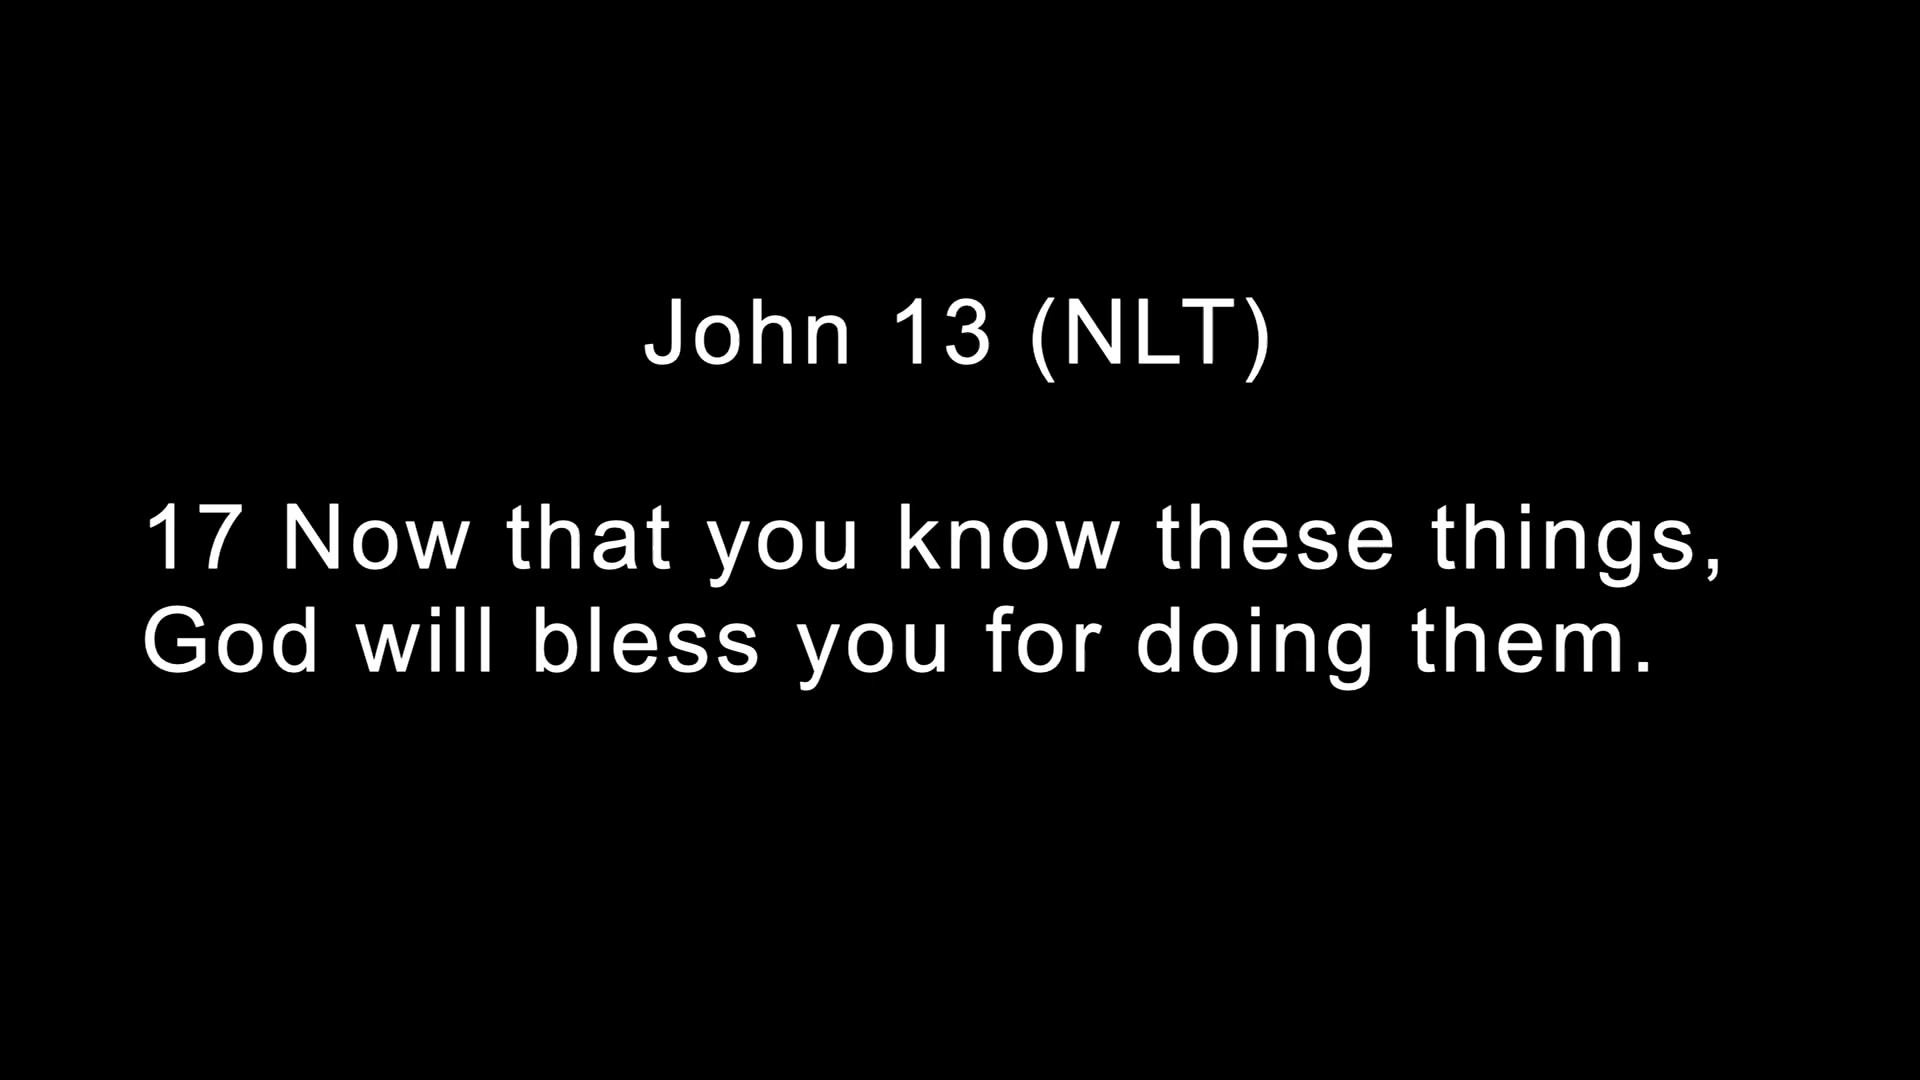 John 13 (NLT)
17 Now that you know these things,
God will bless you for doing them.